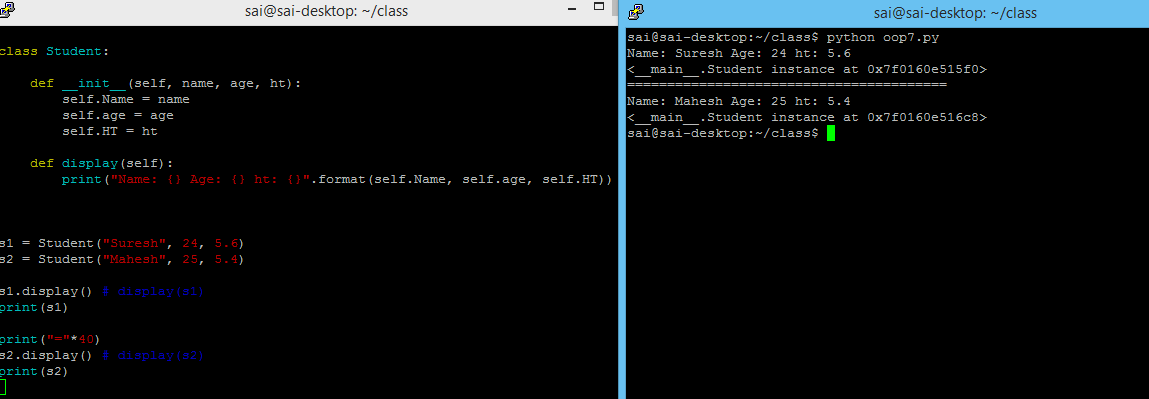 sai@sai-desktop: ~/class
class Student:
def __init__(self, name, age, ht):
self.Name = name
self.age = age
self.HT = ht
def display(self):
print("Name: {} Age: {} ht: {}".format(self.Name, self.age, self.HT))
s1 = Student("Suresh", 24, 5.6)
s2 = Student("Mahesh", 25, 5.4)
s1.display() # display(s1)
print(s1)
print("="*40)
s2.display() # display(s2)
print(s2)
sai@sai-desktop: ~/class
sai@sai-desktop:~/class$ python oop7.py
Name: Suresh Age: 24 ht: 5.6
<__main__.Student instance at 0x7f0160e515f0>
========================================
Name: Mahesh Age: 25 ht: 5.4
<__main__.Student instance at 0x7f0160e516c8>
sai@sai-desktop:~/class$